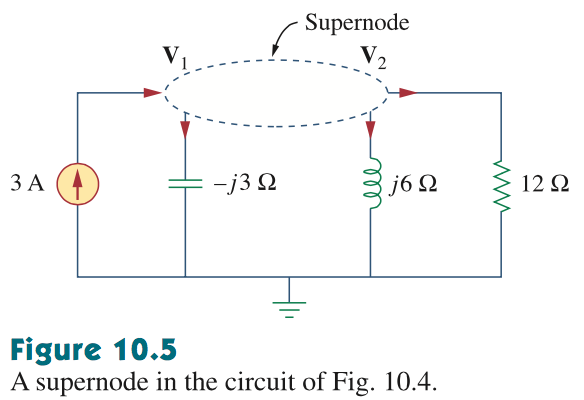 Supernode
V1 V2
3 A –j3 Ω j6 Ω 12 Ω
Figure 10.5
A supernode in the circuit of Fig. 10.4.